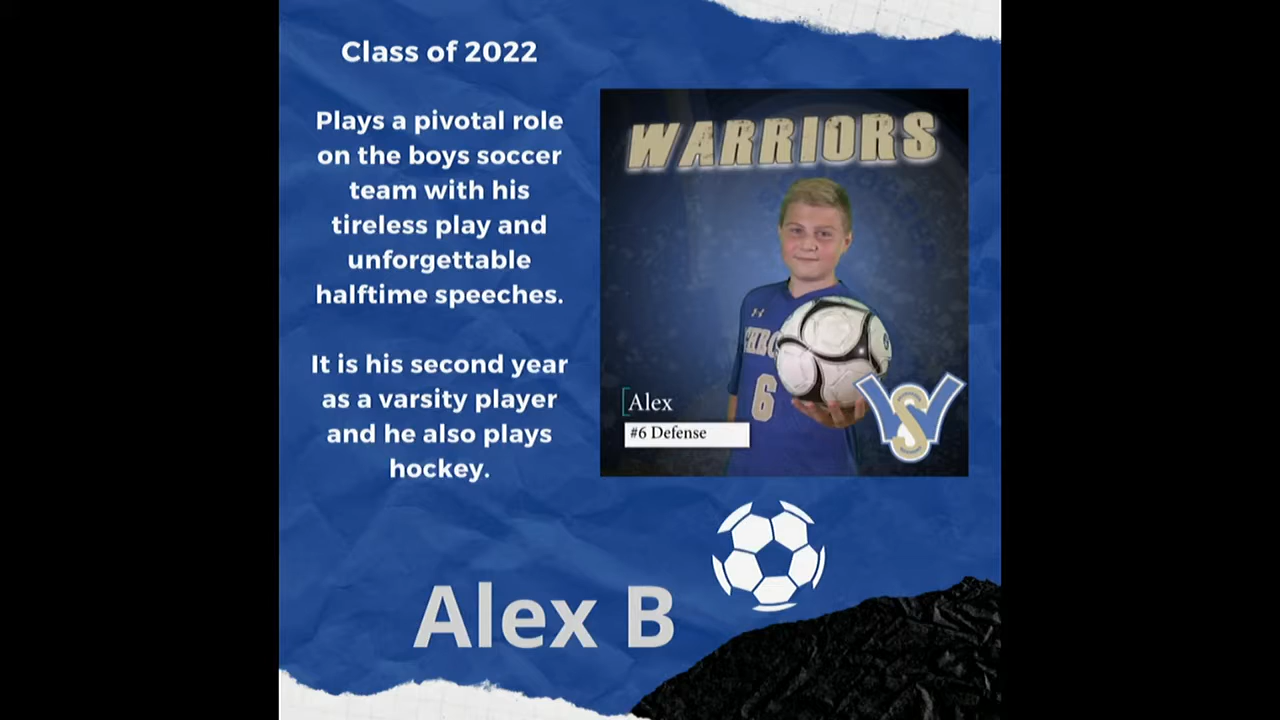 Class of 2022
Plays a pivotal role
on the boys soccer
team with his
tireless play and
unforgettable
halftime speeches.
It is his second year
as a varsity player
and he also plays
hockey.
WARRIORS
6
Alex
#6 Defense
WS
Alex B